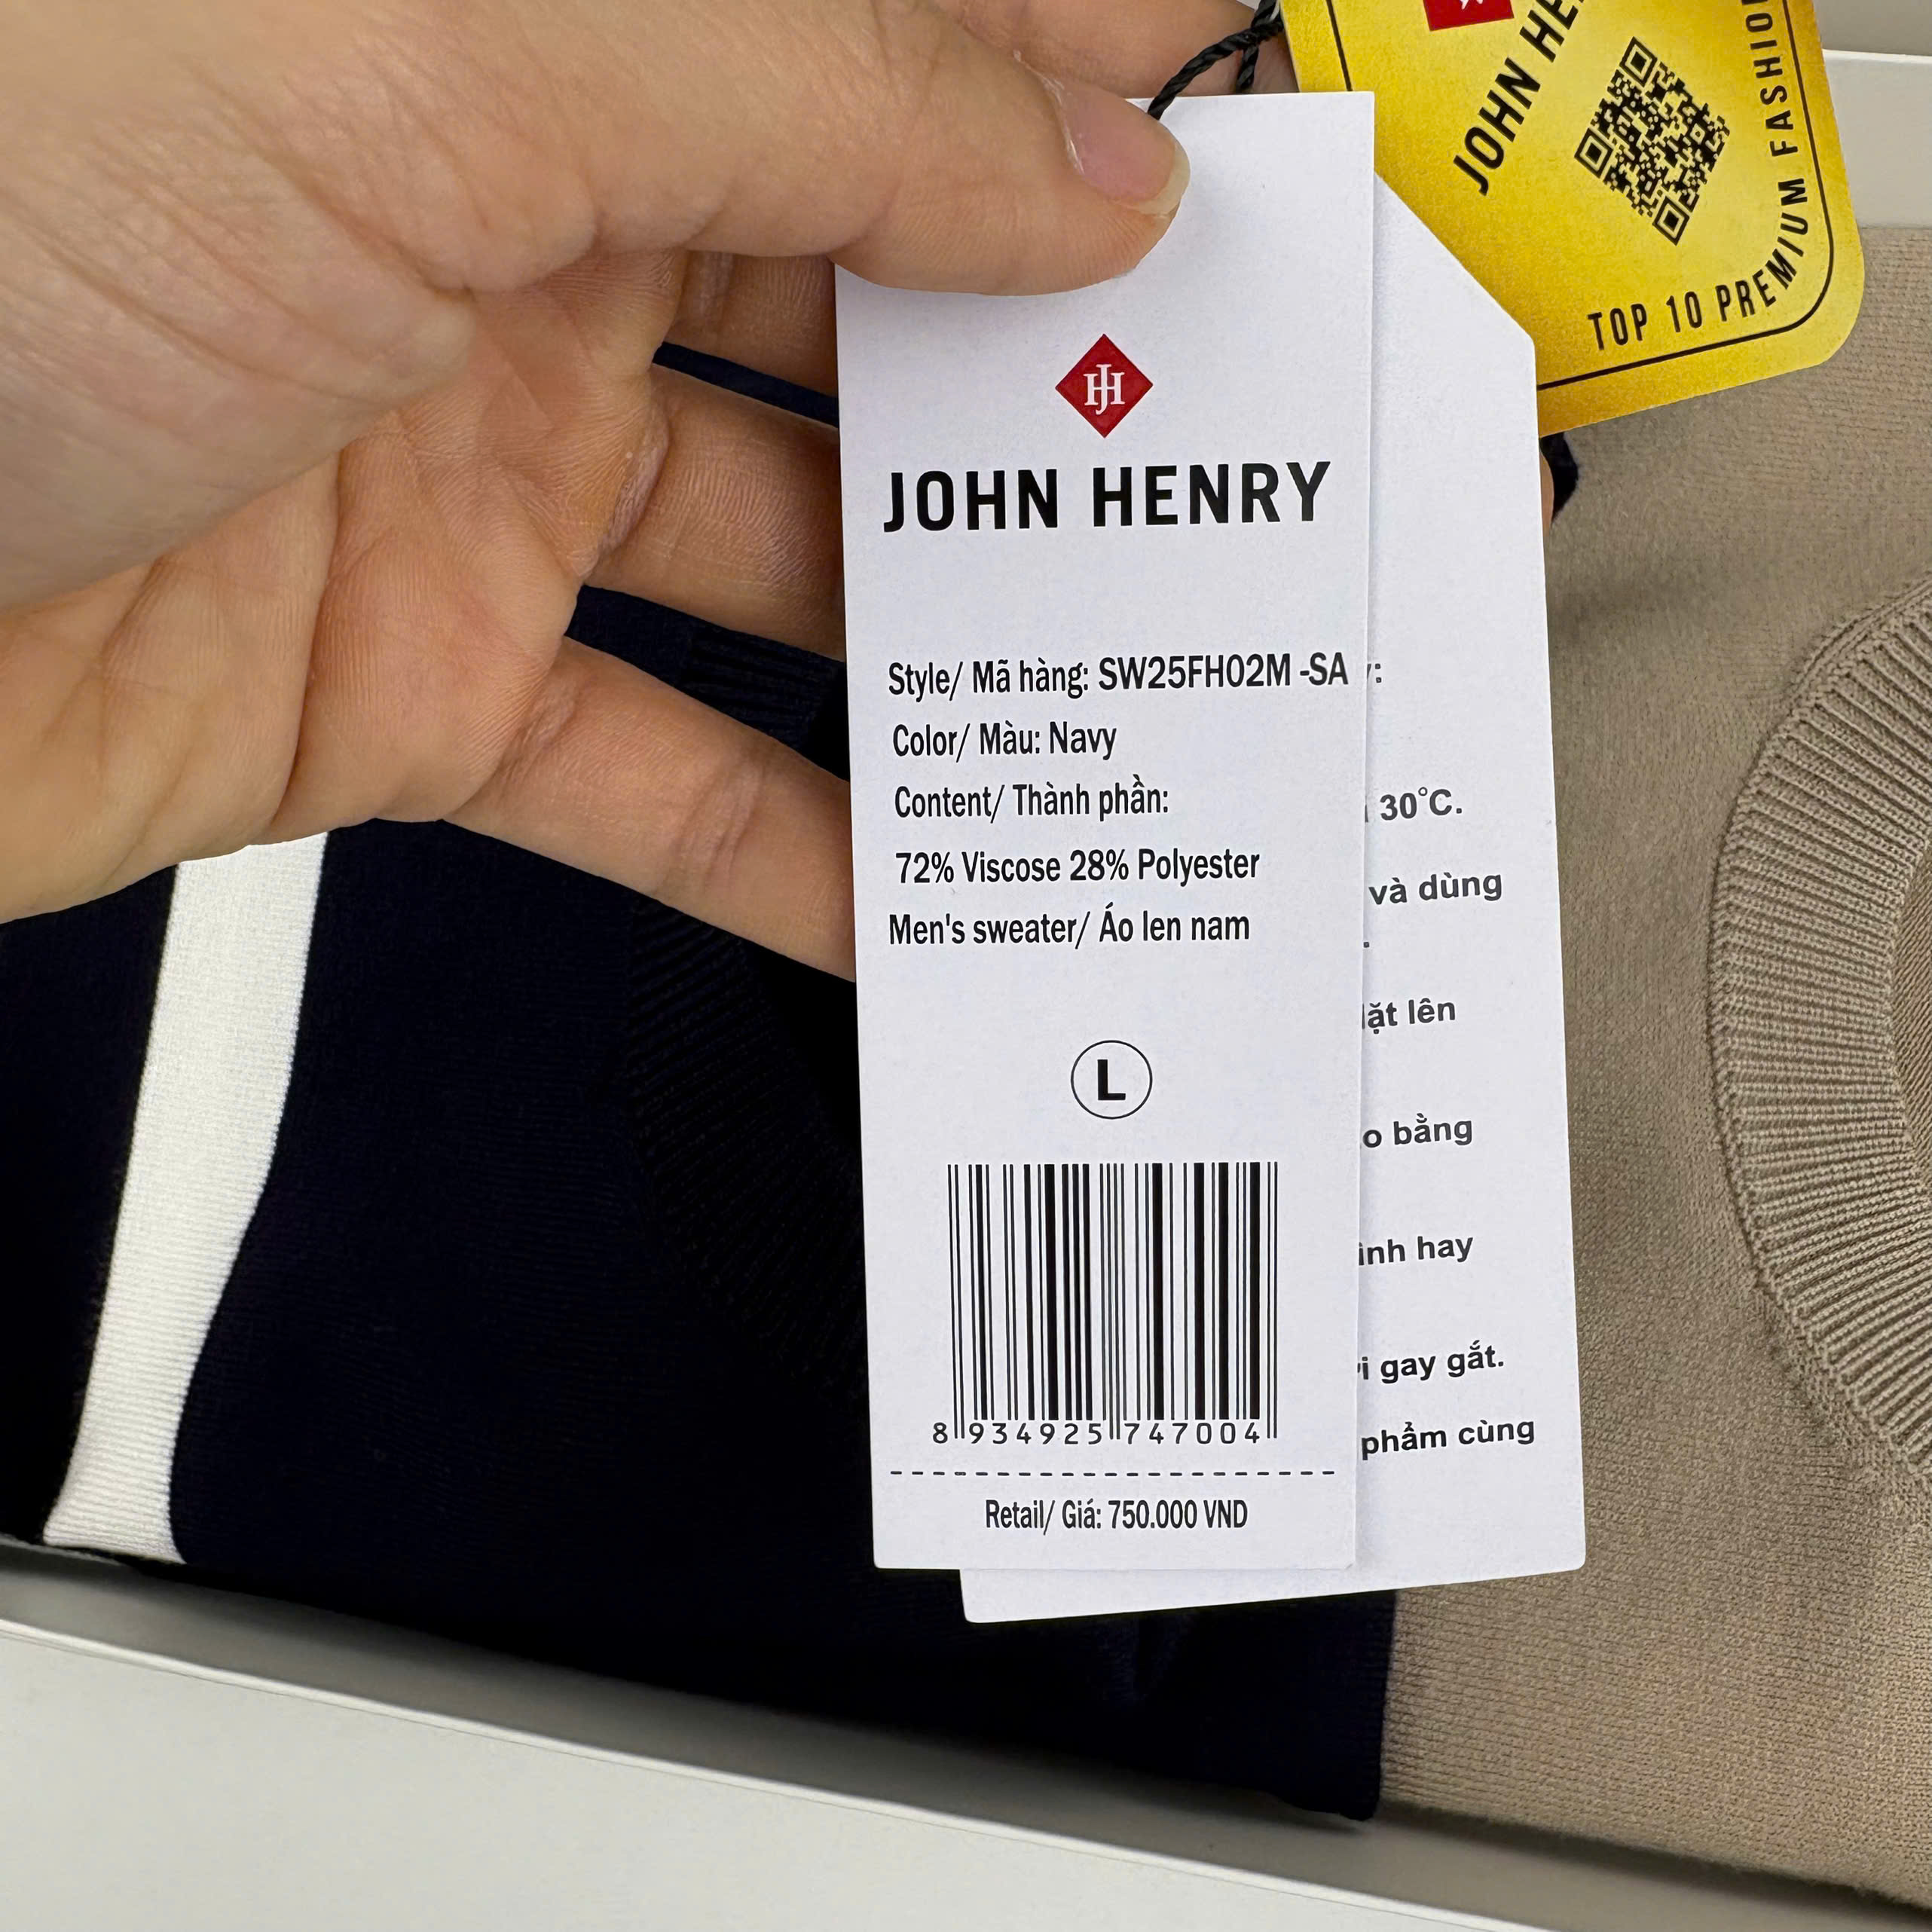 JOHN HE
TOP 10 PREMIUM FASHIO
JH
JOHN HENRY
Style/ Mã hàng: SW25FH02M -SA
Color/ Màu: Navy
Content/ Thành phần:
72% Viscose 28% Polyester
Men's sweater/ Áo len nam
L
8 934925 747004
Retail/ Giá: 750.000 VND
30°C.
và dùng
lên
bằng
hay
gay gắt.
phẩm cùng